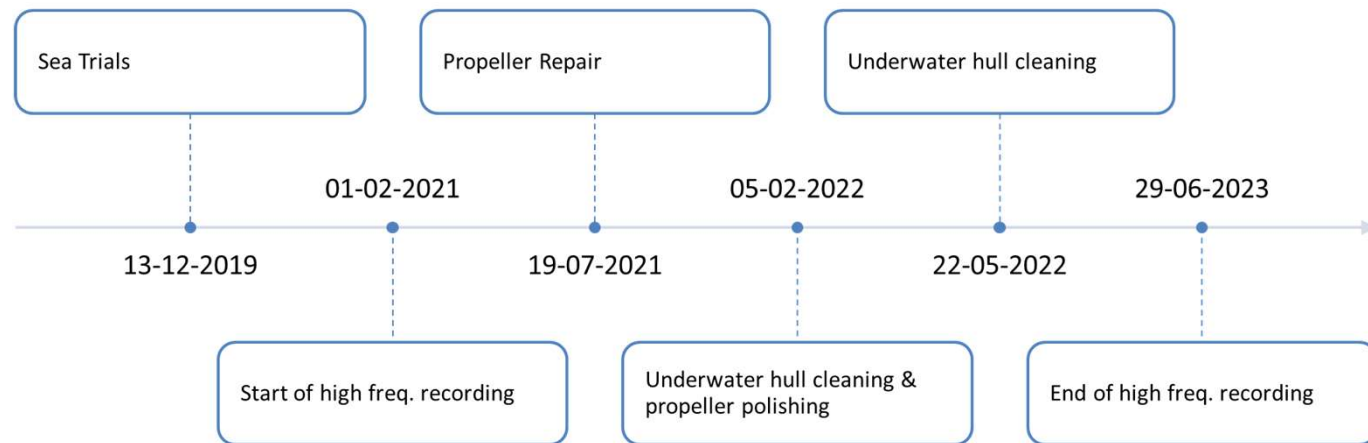 Sea Trials
Propeller Repair
Underwater hull cleaning
01-02-2021
05-02-2022
29-06-2023
13-12-2019
19-07-2021
22-05-2022
Start of high freq. recording
Underwater hull cleaning &
propeller polishing
End of high freq. recording